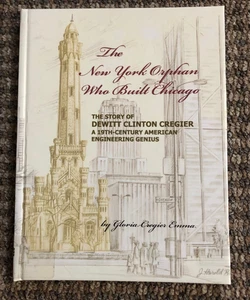 The
New York Orphan
Who Built Chicago
THE STORY OF
DEWITT CLINTON CREGIER
A 19TH-CENTURY AMERICAN
ENGINEERING GENIUS
by Gloria Cregier Emma